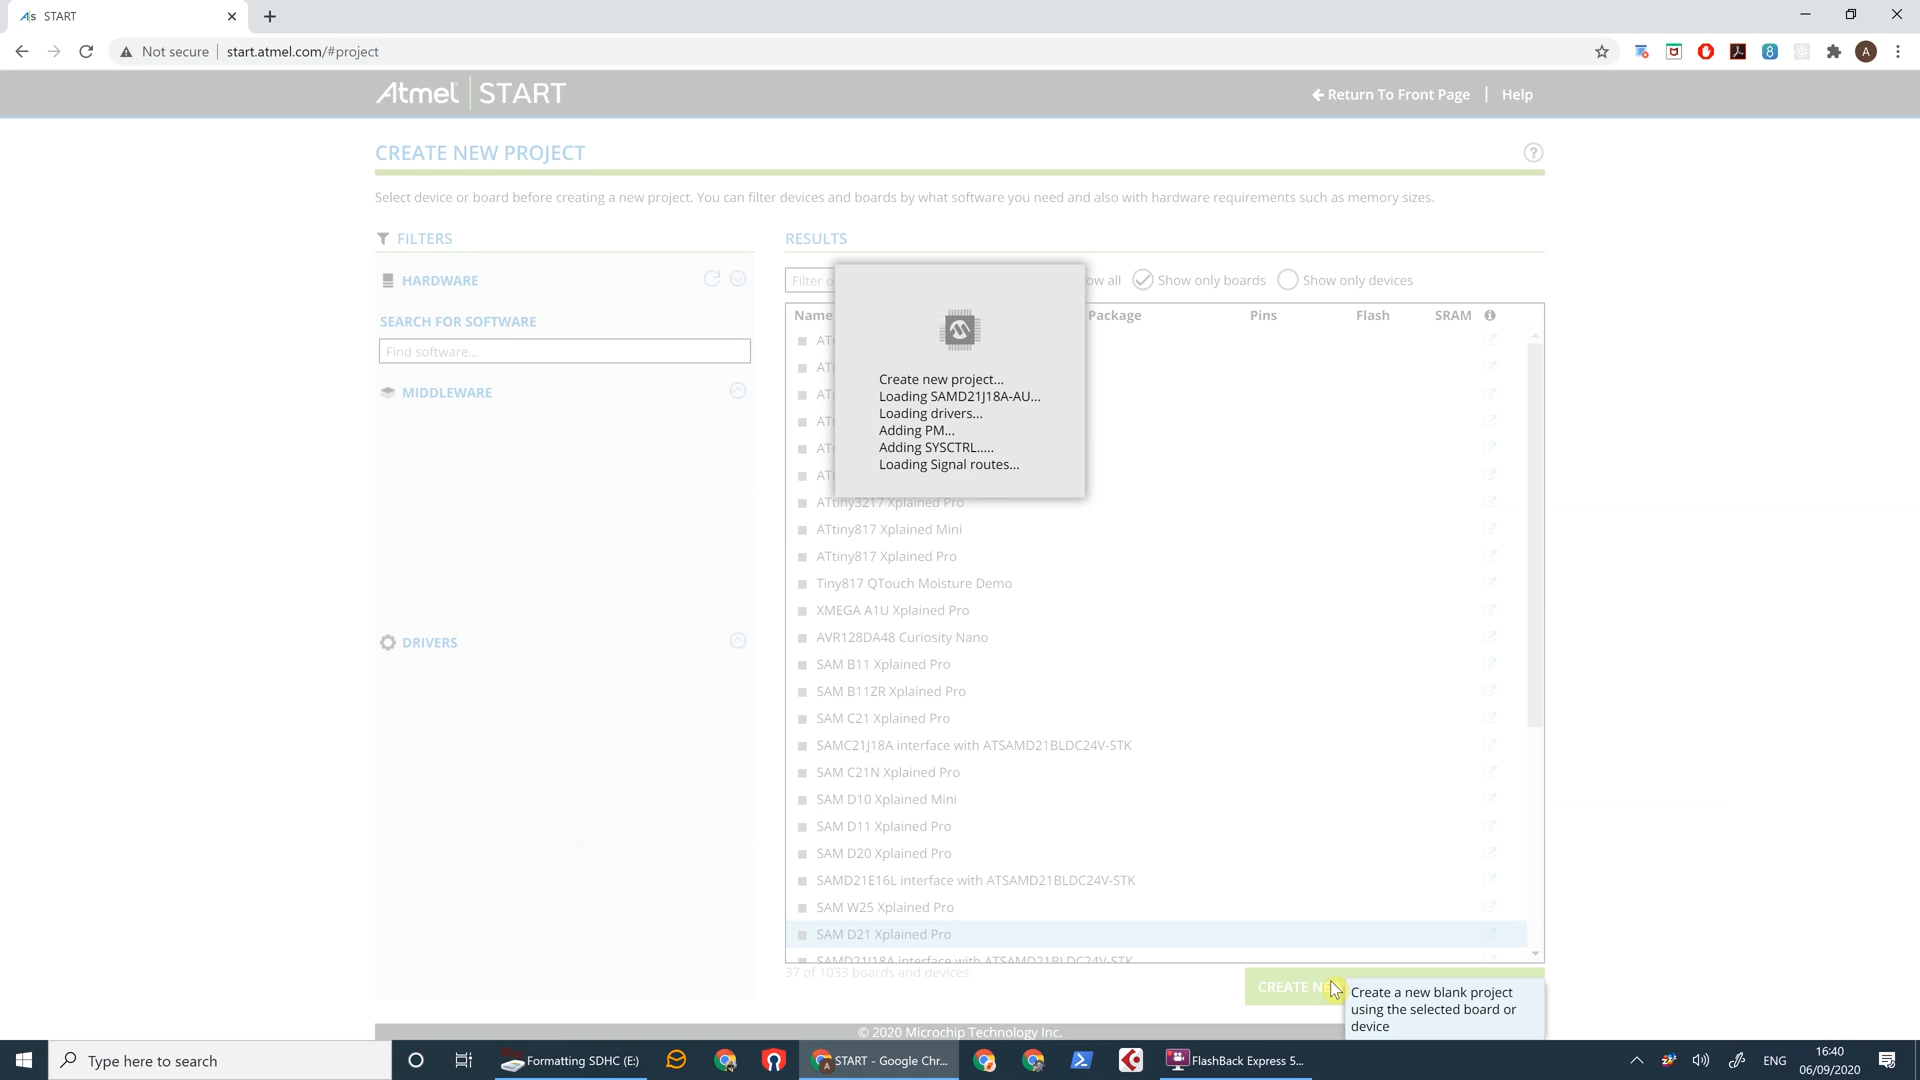 START
Not secure
start.atmel.com/#project
A
Atmel START
Return To Front Page | Help
CREATE NEW PROJECT
Select device or board before creating a new project. You can filter devices and boards by what software you need and also with hardware requirements such as memory sizes.
FILTERS
RESULTS
HARDWARE
Filter
ow all
Show only boards
Show only devices
SEARCH FOR SOFTWARE
Find software...
MIDDLEWARE
DRIVERS
Name
Package
Pins
Flash
SRAM
Create new project...
Loading SAMD21J18A-AU...
Loading drivers...
Adding PM...
Adding SYSCTRL.....
Loading Signal routes...
ATtiny3217 Xplained Pro
ATtiny817 Xplained Mini
ATtiny817 Xplained Pro
Tiny817 QTouch Moisture Demo
XMEGA A1U Xplained Pro
AVR128DA48 Curiosity Nano
SAM B11 Xplained Pro
SAM B11ZR Xplained Pro
SAM C21 Xplained Pro
SAMC21J18A interface with ATSAMD21BLDC24V-STK
SAM C21N Xplained Pro
SAM D10 Xplained Mini
SAM D11 Xplained Pro
SAM D20 Xplained Pro
SAMD21E16L interface with ATSAMD21BLDC24V-STK
SAM W25 Xplained Pro
SAM D21 Xplained Pro
SAMD21J18A interface with ATSAMD21BLDC24V-STK
37 of 1033 boards and devices
CREATE N
Create a new blank project
using the selected board or
device
© 2020 Microchip Technology Inc.
Type here to search
Formatting SDHC (E:)
START - Google Chr...
FlashBack Express 5...
ENG
16:40
06/09/2020